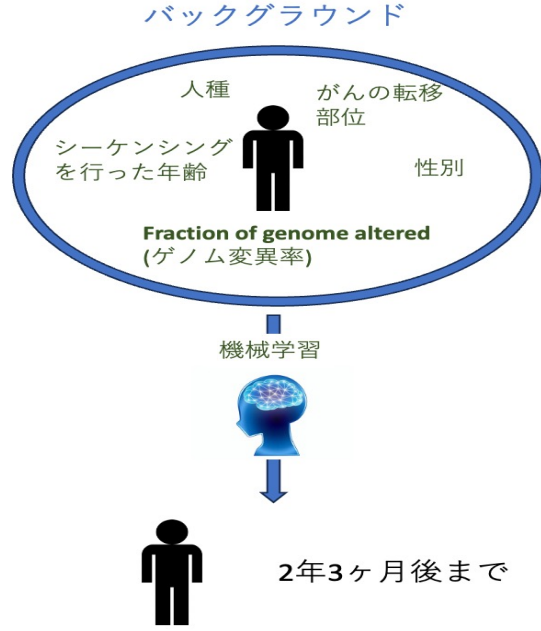 バックグラウンド
人種
がんの転移
部位
シーケンシング
を行った年齢
性別
Fraction of genome altered
(ゲノム変異率)
機械学習
2年3ヶ月後まで